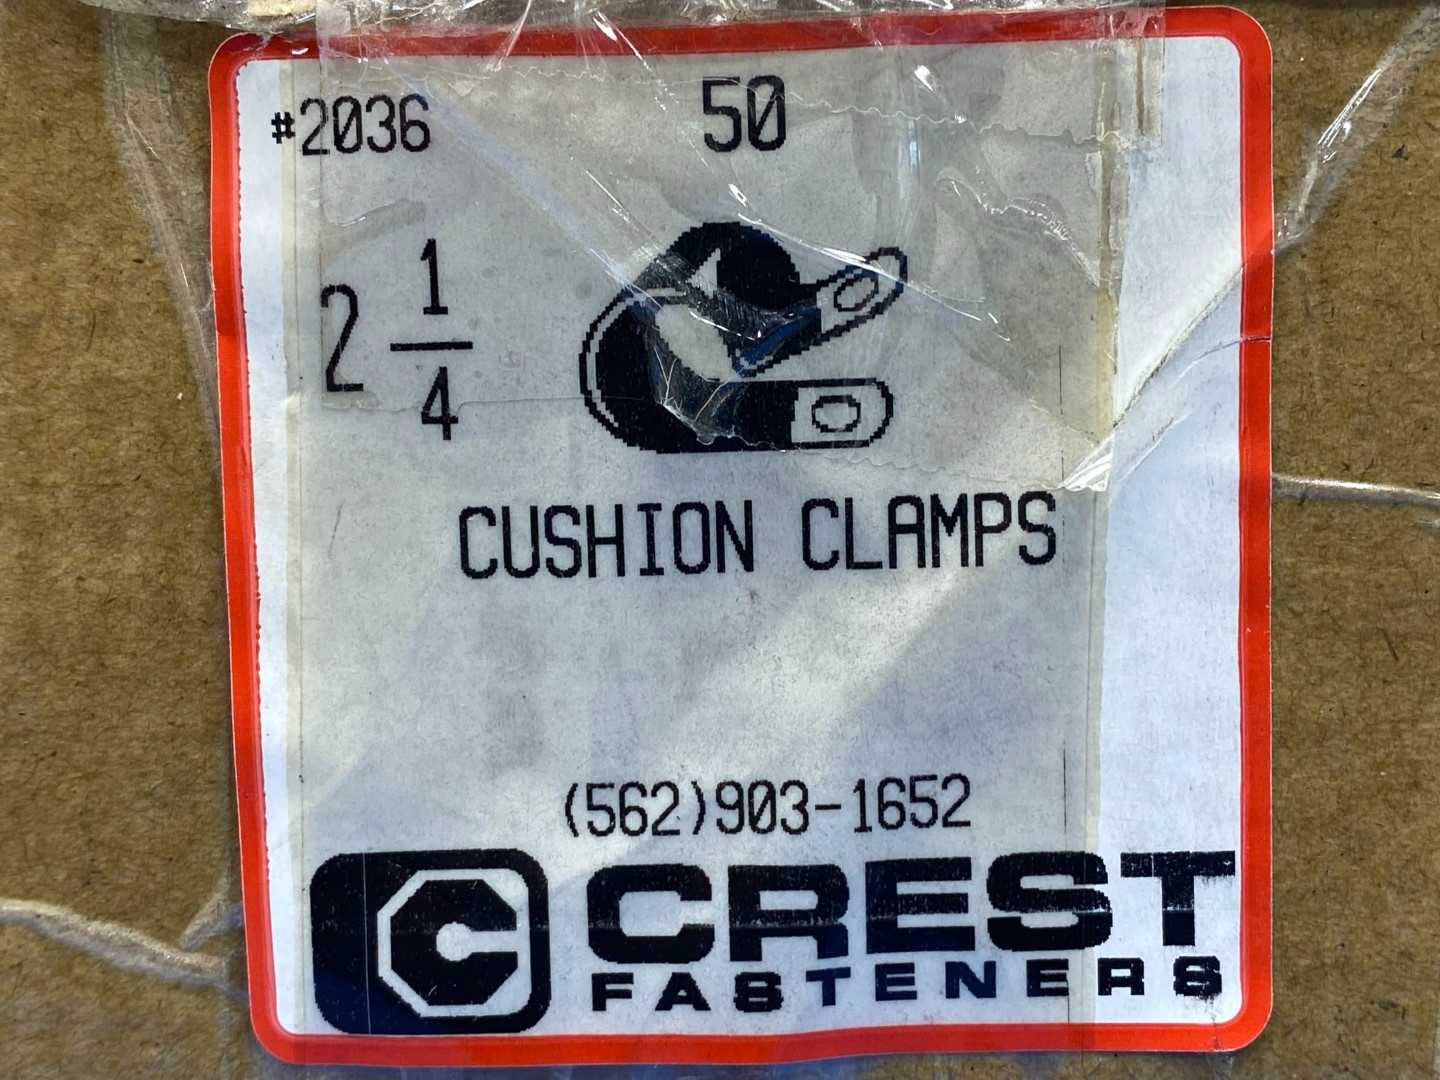 #2036 50
2 1/4
CUSHION CLAMPS
(562)903-1652
C CREST
FASTENERS